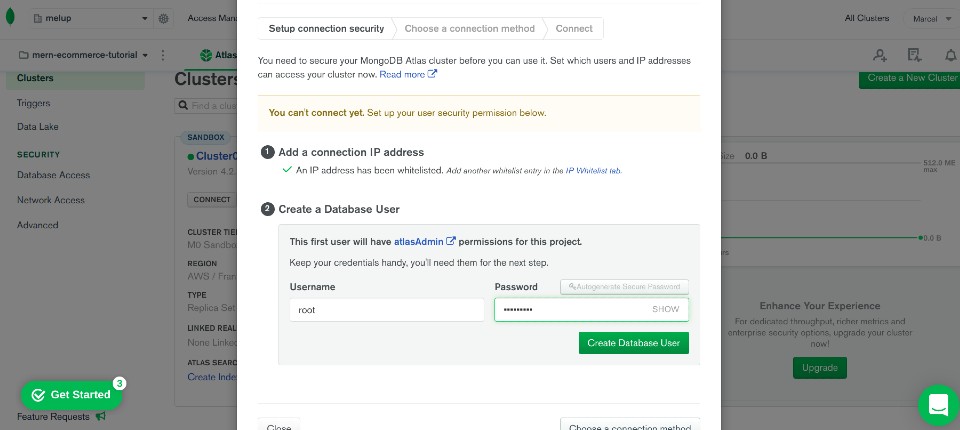 melup
Access Mana
All Clusters
Marcel
mern-ecommerce-tutorial
Atlas
Clusters
Triggers
Data Lake
SECURITY
Database Access
Network Access
Advanced
Get Started
3
Feature Requests
Clusters
Find a clus
SANDBOX
Version 4.2.
CONNECT
CLUSTER TIER
M0 Sandbo
REGION
AWS / Fran
TYPE
Replica Set
LINKED REAL
None Linked
ATLAS SEARC
Create Inde
Setup connection security
Choose a connection method
Connect
You need to secure your MongoDB Atlas cluster before you can use it. Set which users and IP addresses
can access your cluster now. Read more
You can't connect yet. Set up your user security permission below.
1 Add a connection IP address
An IP address has been whitelisted. Add another whitelist entry in the IP Whitelist tab.
2 Create a Database User
This first user will have atlasAdmin permissions for this project.
Keep your credentials handy, you'll need them for the next step.
Username
Password
Autogenerate Secure Password
root
SHOW
Create Database User
Close
Choose a connection method
Create a New Cluster
Size 0.0 B
512.0 MB
max
0.0 B
Enhance Your Experience
For dedicated throughput, richer metrics and
enterprise security options, upgrade your cluster
now!
Upgrade